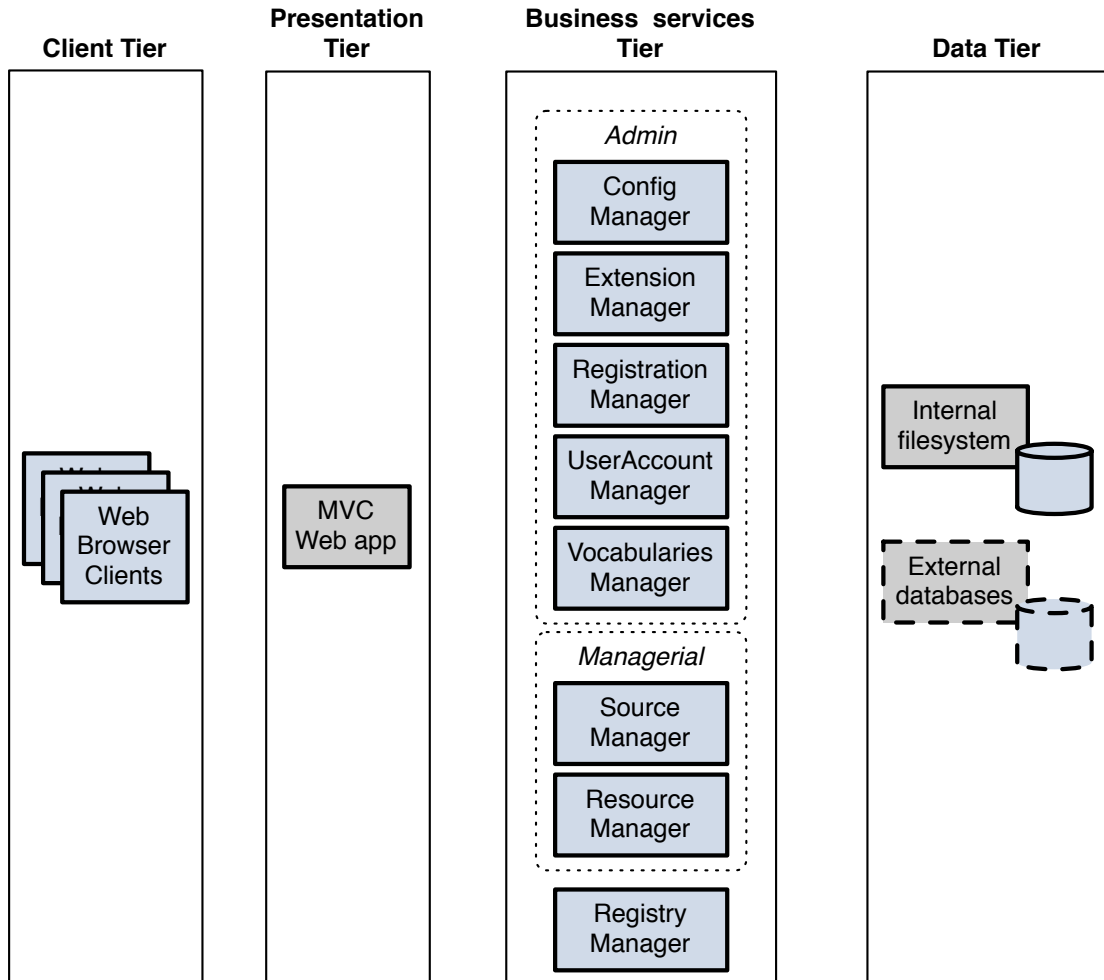 Client Tier
Presentation
Tier
Business services
Tier
Data Tier
Admin
Config
Manager
Extension
Manager
Registration
Manager
UserAccount
Manager
Vocabularies
Manager
Managerial
Source
Manager
Resource
Manager
Registry
Manager
Web
Browser
Clients
MVC
Web app
Internal
filesystem
External
databases